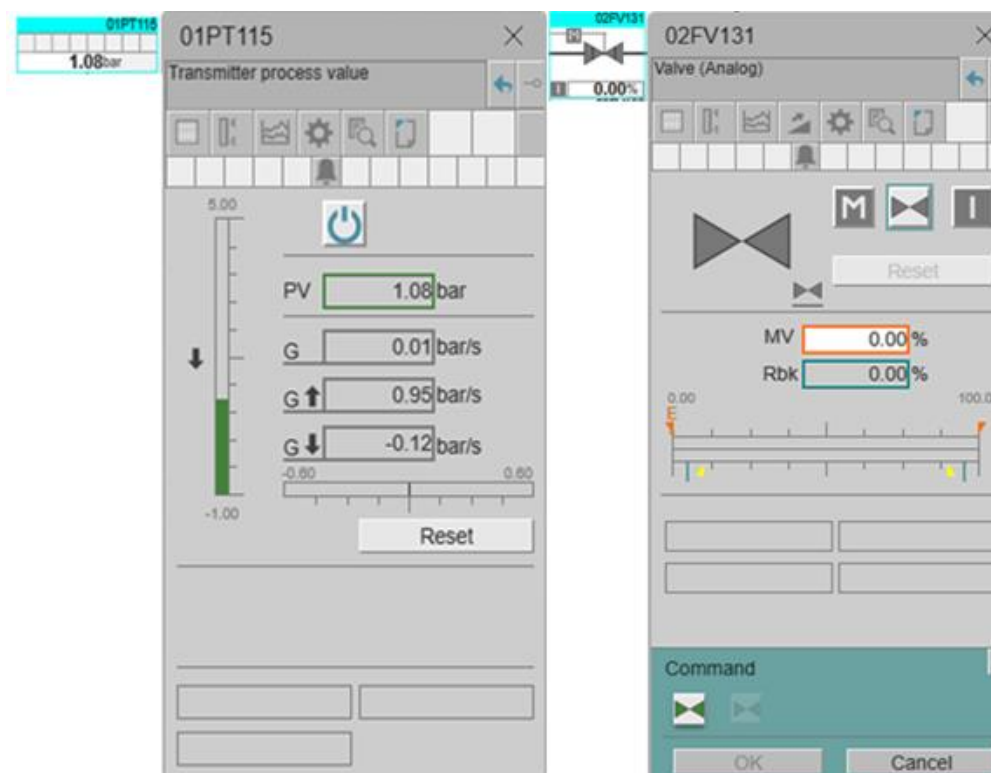 01PT115
1.08 bar
01PT115
Transmitter process value
5.00
PV 1.08 bar
G 0.01 bar/s
G 0.95 bar/s
G -0.12 bar/s
-0.60 0.60
-1.00
Reset
02FV131
M
I 0.00%
02FV131
Valve (Analog)
M I
Reset
MV 0.00 %
Rbk 0.00 %
0.00 100.0
E
Command
OK Cancel